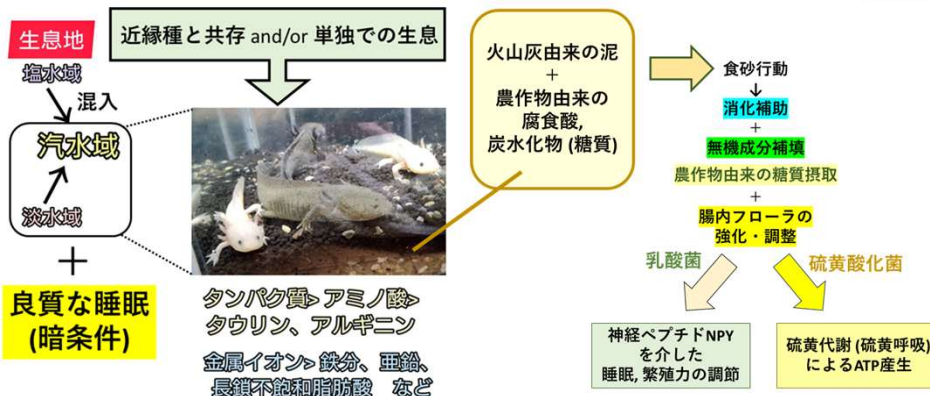 生息地
塩水域
混入
汽水域
淡水域
+
良質な睡眠
(暗条件)
近縁種と共存 and/or 単独での生息
タンパク質> アミノ酸>
タウリン、アルギニン
金属イオン> 鉄分、亜鉛、
長鎖不飽和脂肪酸 など
火山灰由来の泥
+
農作物由来の
腐食酸,
炭水化物 (糖質)
食砂行動
消化補助
+
無機成分補填
農作物由来の糖質摂取
+
腸内フローラの
強化・調整
乳酸菌
硫黄酸化菌
神経ペプチドNPY
を介した
睡眠, 繁殖力の調節
硫黄代謝 (硫黄呼吸)
によるATP産生